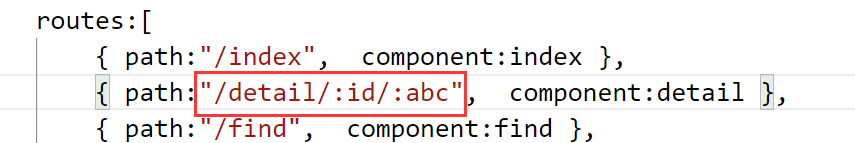 routes:[
{ path:"/index",  component:index },
{ path:"/detail/:id/:abc",  component:detail },
{ path:"/find",  component:find },